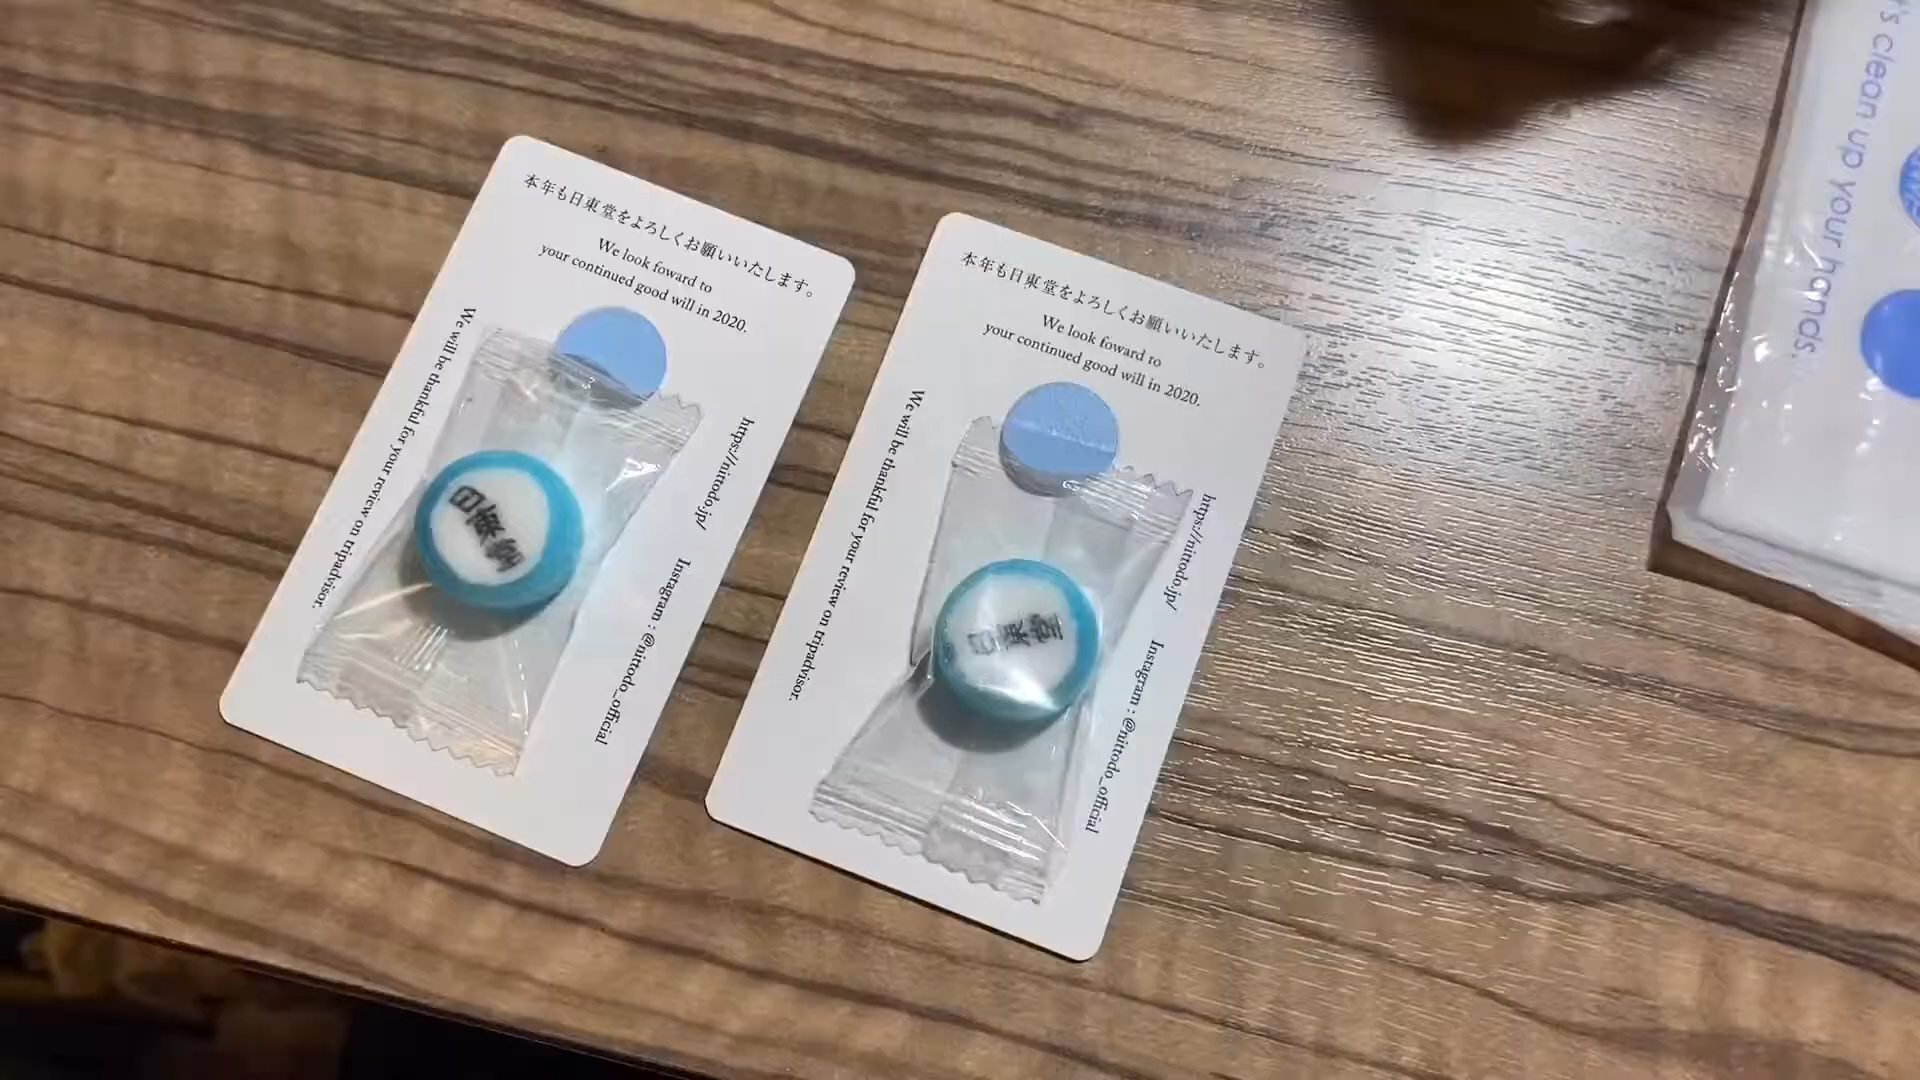 本年も日東堂をよろしくお願いいたします。
We look foward to
your continued good will in 2020.
We will be thankful for your review on tripadvisor.
https://nittodo.jp/
Instagram : @nittodo_official
日東堂
本年も日東堂をよろしくお願いいたします。
We look foward to
your continued good will in 2020.
We will be thankful for your review on tripadvisor.
https://nittodo.jp/
Instagram : @nittodo_official
日東堂
's clean up your hands.